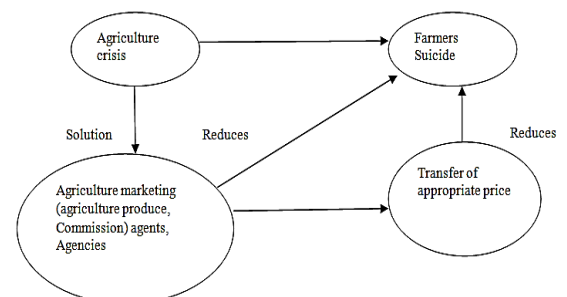 Agriculture
crisis
Farmers
Suicide
Solution
Reduces
Reduces
Agriculture marketing
(agriculture produce,
Commission) agents,
Agencies
Transfer of
appropriate price